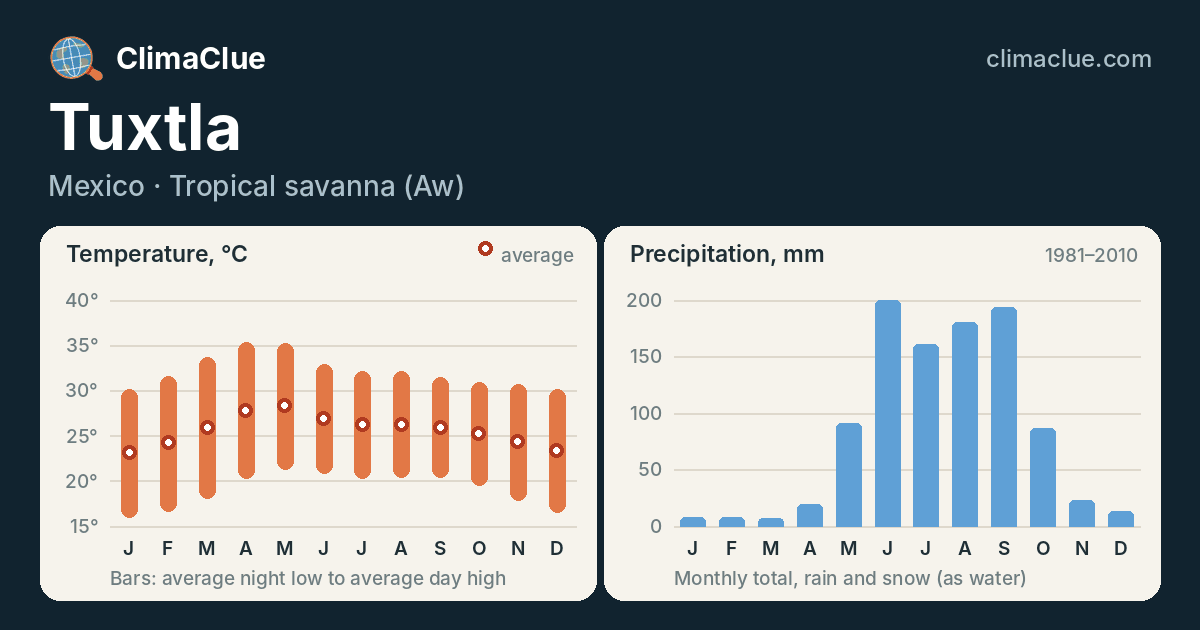 ClimaClue
climaclue.com
Tuxtla
Mexico · Tropical savanna (Aw)
Temperature, °C
average
40°
35°
30°
25°
20°
15°
J F M A M J J A S O N D
Bars: average night low to average day high
Precipitation, mm
1981–2010
200
150
100
50
0
J F M A M J J A S O N D
Monthly total, rain and snow (as water)